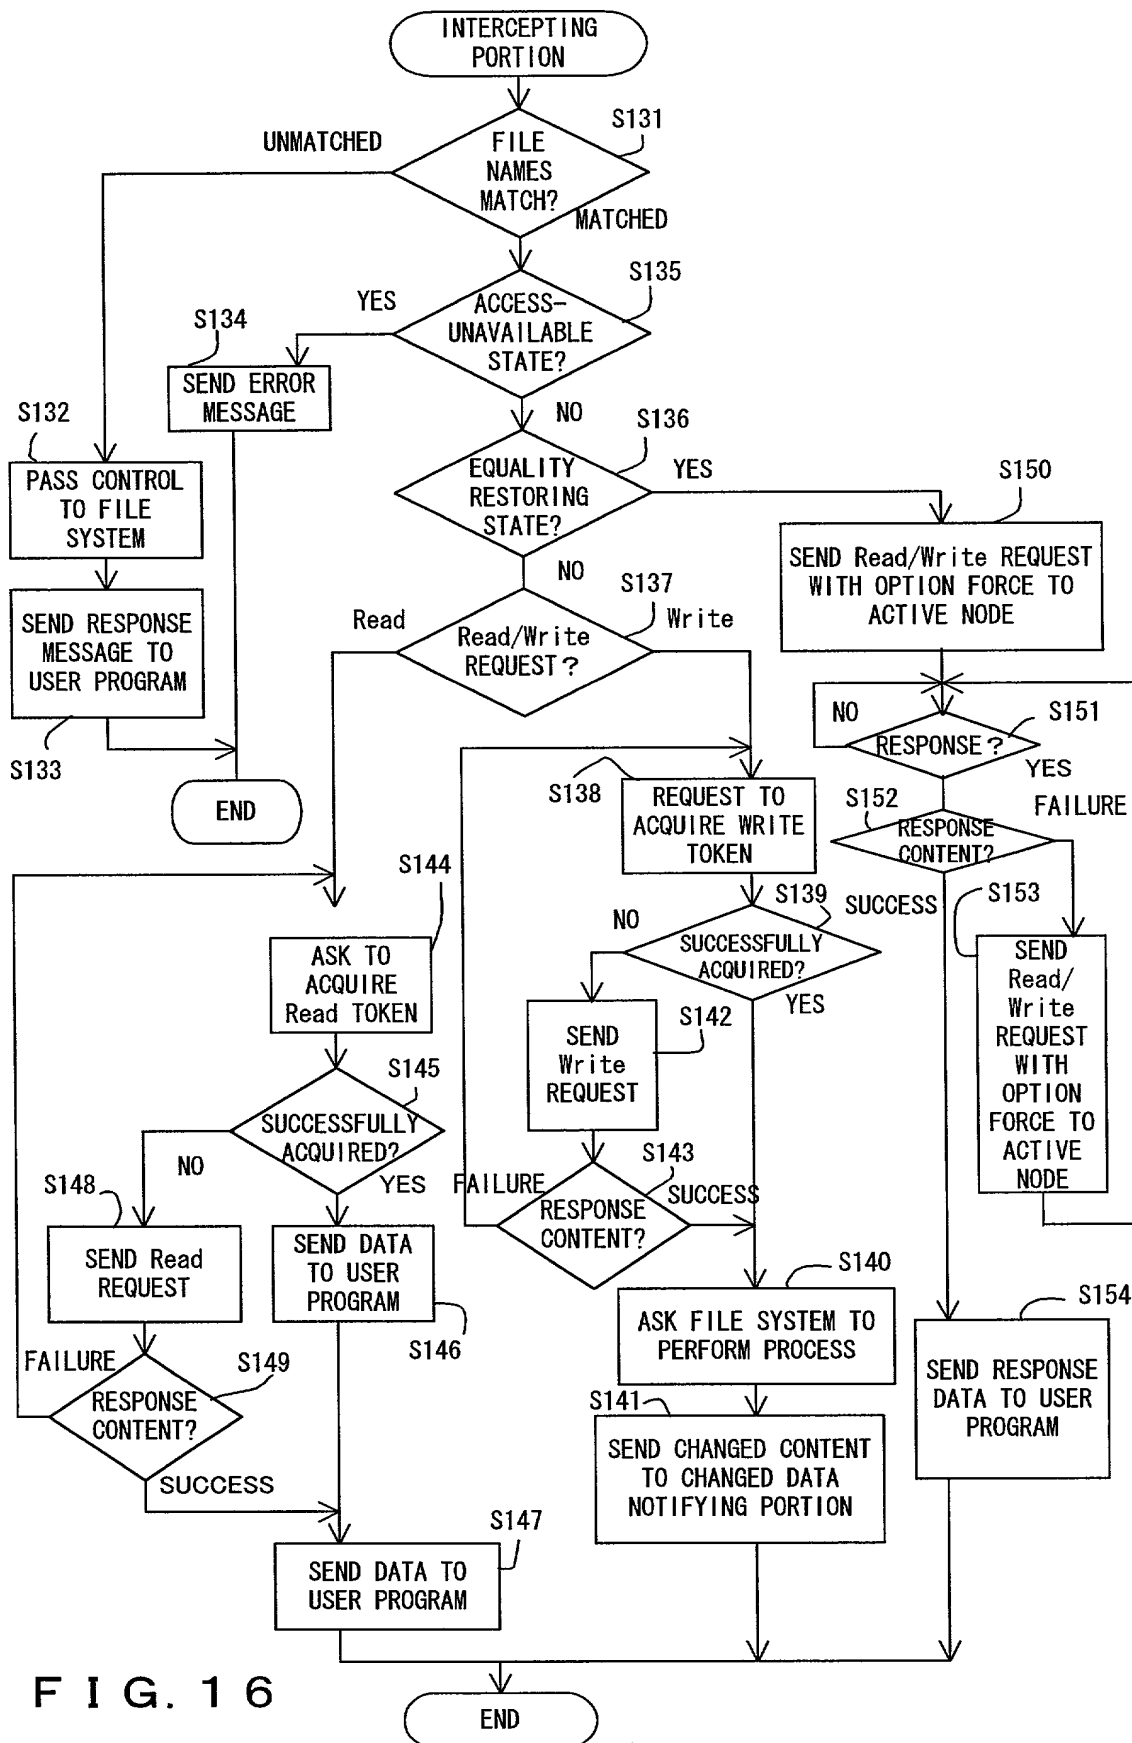 INTERCEPTING
PORTION
S131
UNMATCHED
FILE
NAMES
MATCH?
MATCHED
S135
YES
ACCESS-
UNAVAILABLE
STATE?
S134
SEND ERROR
MESSAGE
NO
S132
PASS CONTROL
TO FILE
SYSTEM
S136
EQUALITY
RESTORING
STATE?
YES
S150
SEND Read/Write REQUEST
WITH OPTION FORCE TO
ACTIVE NODE
NO
SEND RESPONSE
MESSAGE TO
USER PROGRAM
S133
END
S137
Read
Read/Write
REQUEST?
Write
NO
S151
RESPONSE?
YES
S138
REQUEST TO
ACQUIRE WRITE
TOKEN
S152
FAILURE
RESPONSE
CONTENT?
SUCCESS
S153
SEND
Read/
Write
REQUEST
WITH
OPTION
FORCE TO
ACTIVE
NODE
S144
ASK TO
ACQUIRE
Read TOKEN
S139
NO
SUCCESSFULLY
ACQUIRED?
YES
S142
SEND
Write
REQUEST
S145
SUCCESSFULLY
ACQUIRED?
NO
YES
S143
FAILURE
RESPONSE
CONTENT?
SUCCESS
S148
SEND Read
REQUEST
SEND DATA
TO USER
PROGRAM
S146
S140
ASK FILE SYSTEM TO
PERFORM PROCESS
S154
SEND RESPONSE
DATA TO USER
PROGRAM
FAILURE
S149
RESPONSE
CONTENT?
SUCCESS
S141
SEND CHANGED CONTENT
TO CHANGED DATA
NOTIFYING PORTION
S147
SEND DATA TO
USER PROGRAM
FIG. 16
END